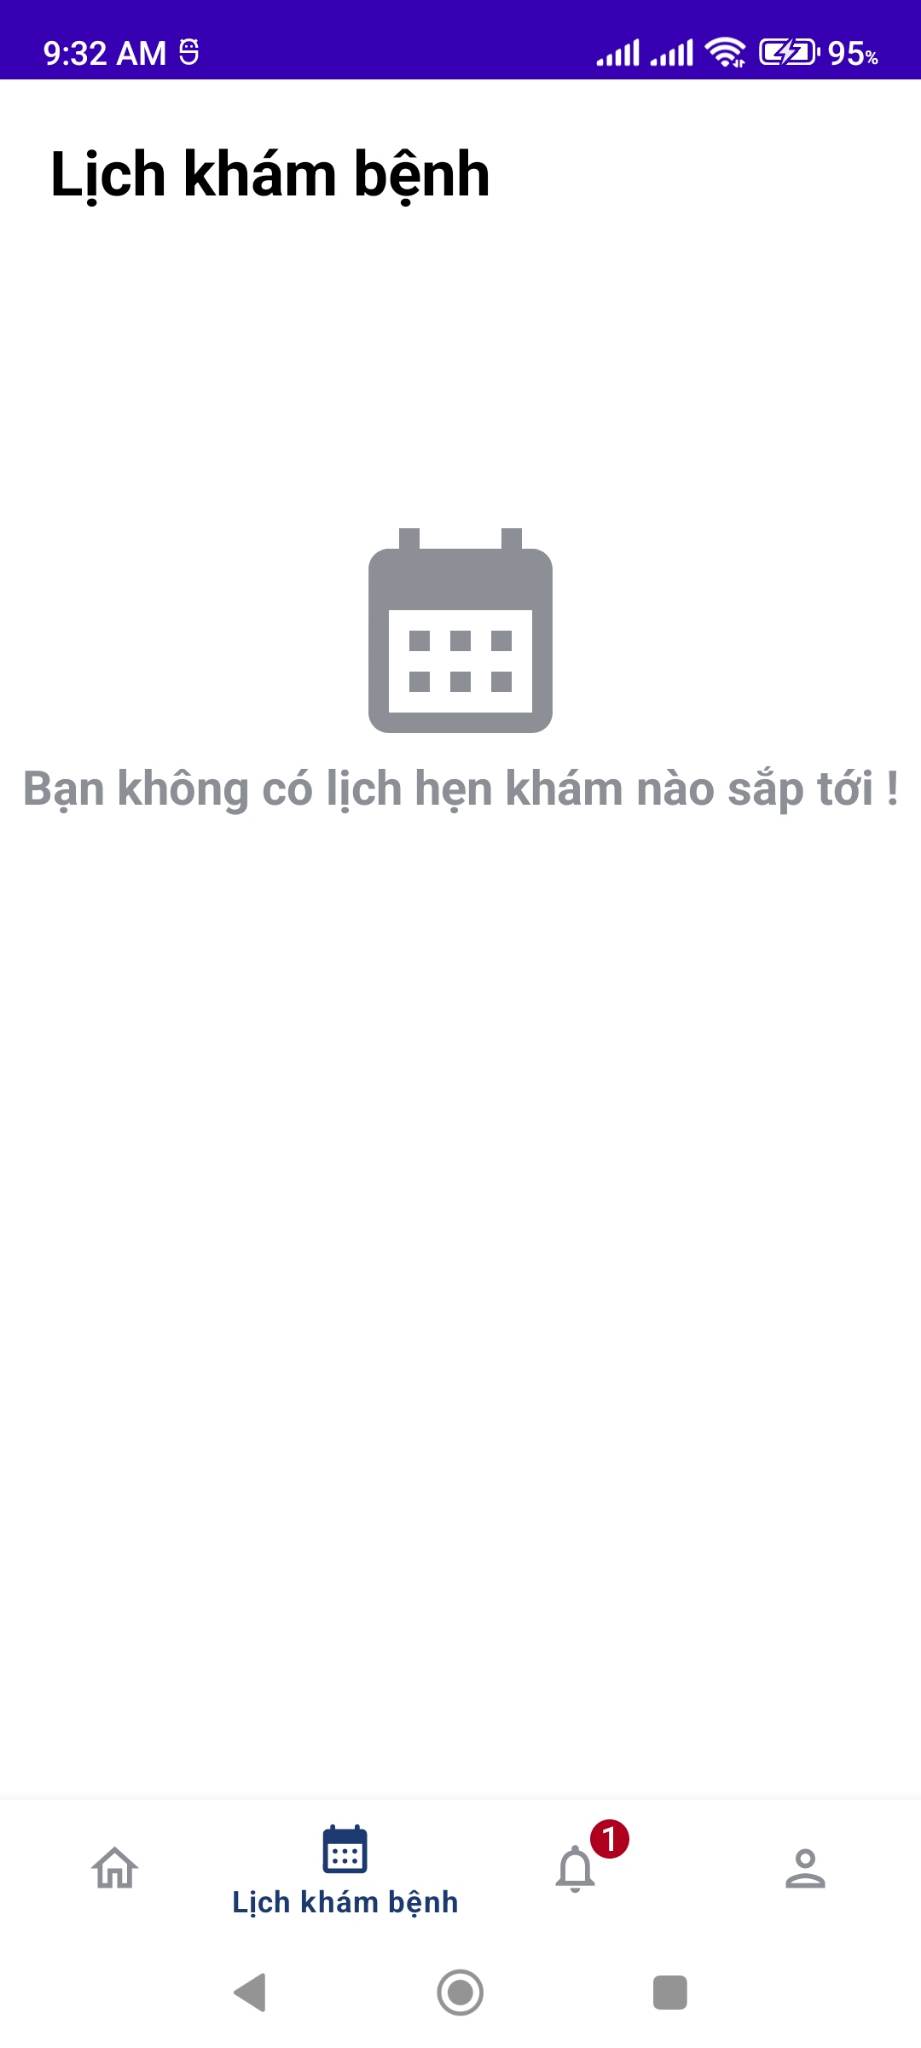 9:32 AM
95%
Lịch khám bệnh
Bạn không có lịch hẹn khám nào sắp tới !
1
Lịch khám bệnh